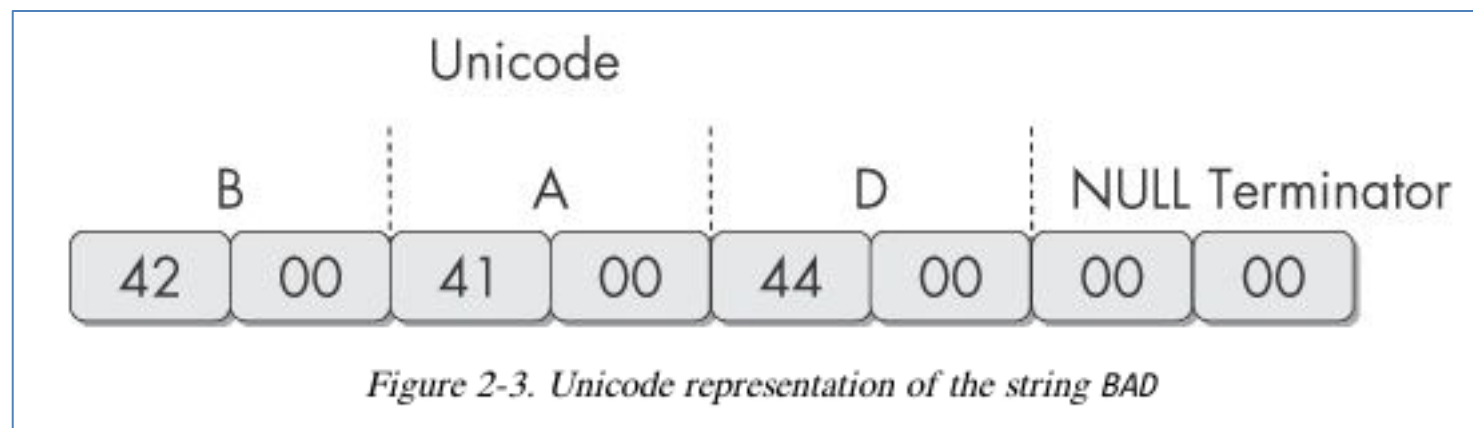 Unicode
B A D NULL Terminator
42 00 41 00 44 00 00 00
Figure 2-3. Unicode representation of the string BAD